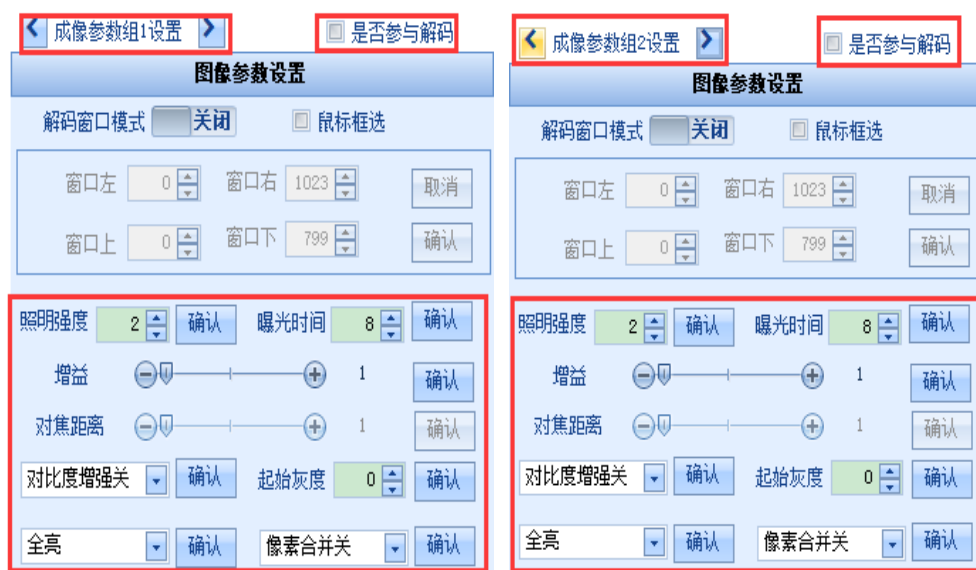 成像参数组1设置 是否参与解码
图像参数设置
解码窗口模式 关闭 鼠标框选
窗口左 0 窗口右 1023 取消
窗口上 0 窗口下 799 确认
照明强度 2 确认 曝光时间 8 确认
增益 1 确认
对焦距离 1 确认
对比度增强关 确认 起始灰度 0 确认
全亮 确认 像素合并关 确认
成像参数组2设置 是否参与解码
图像参数设置
解码窗口模式 关闭 鼠标框选
窗口左 0 窗口右 1023 取消
窗口上 0 窗口下 799 确认
照明强度 2 确认 曝光时间 8 确认
增益 1 确认
对焦距离 1 确认
对比度增强关 确认 起始灰度 0 确认
全亮 确认 像素合并关 确认